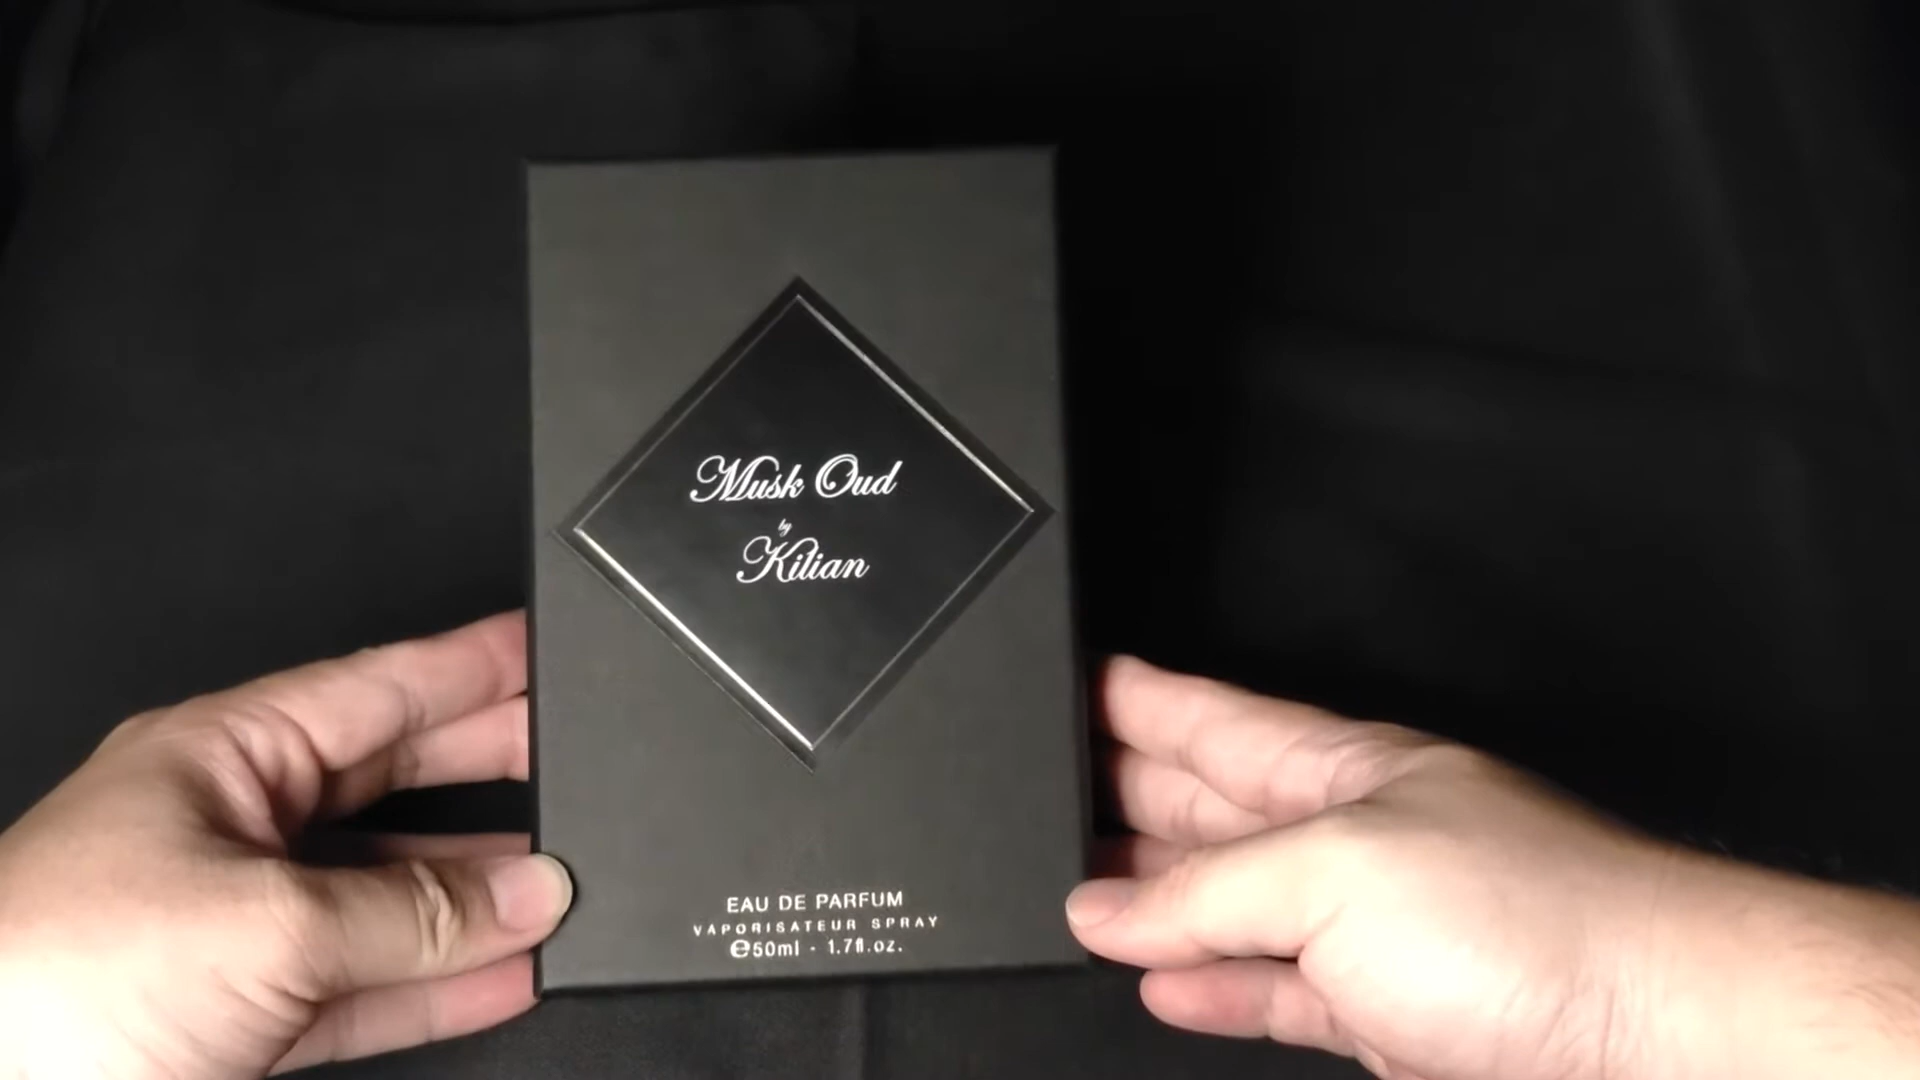 Musk Oud
by
Kilian
EAU DE PARFUM
VAPORISATEUR SPRAY
℮50ml - 1.7fl.oz.